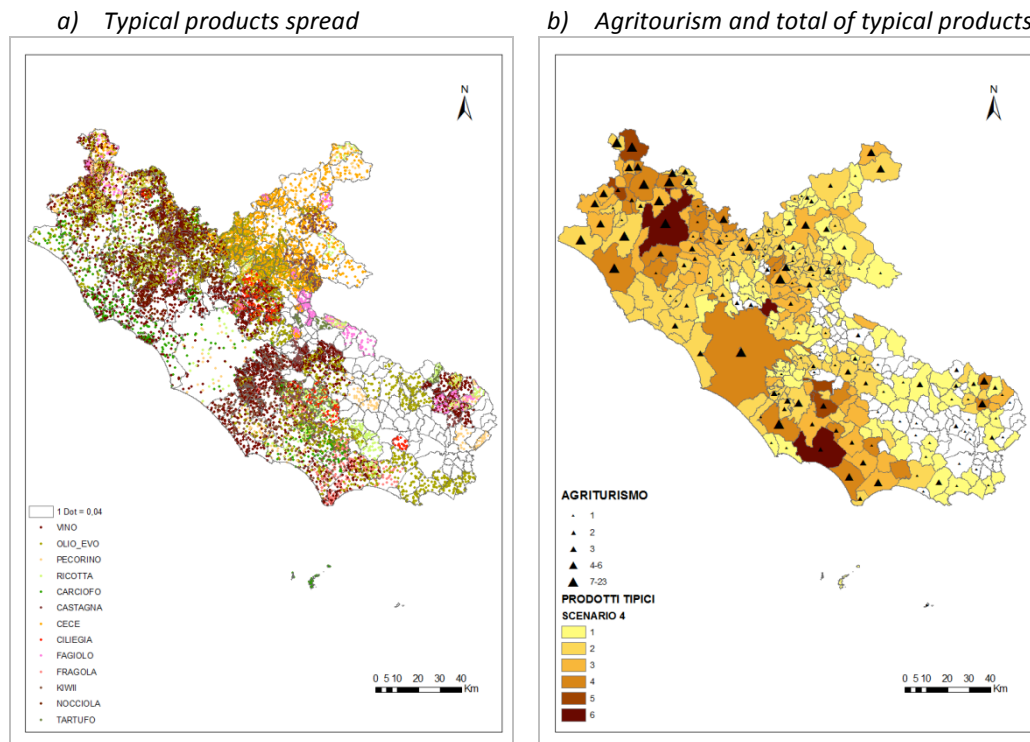 a) Typical products spread
b) Agritourism and total of typical products
N
1 Dot = 0,04
VINO
OLIO_EVO
PECORINO
RICOTTA
CARCIOFO
CASTAGNA
CECE
CILIEGIA
FAGIOLO
FRAGOLA
KIWII
NOCCIOLA
TARTUFO
0 5 10 20 30 40
Km
N
AGRITURISMO
1
2
3
4-6
7-23
PRODOTTI TIPICI
SCENARIO 4
1
2
3
4
5
6
0 5 10 20 30 40
Km